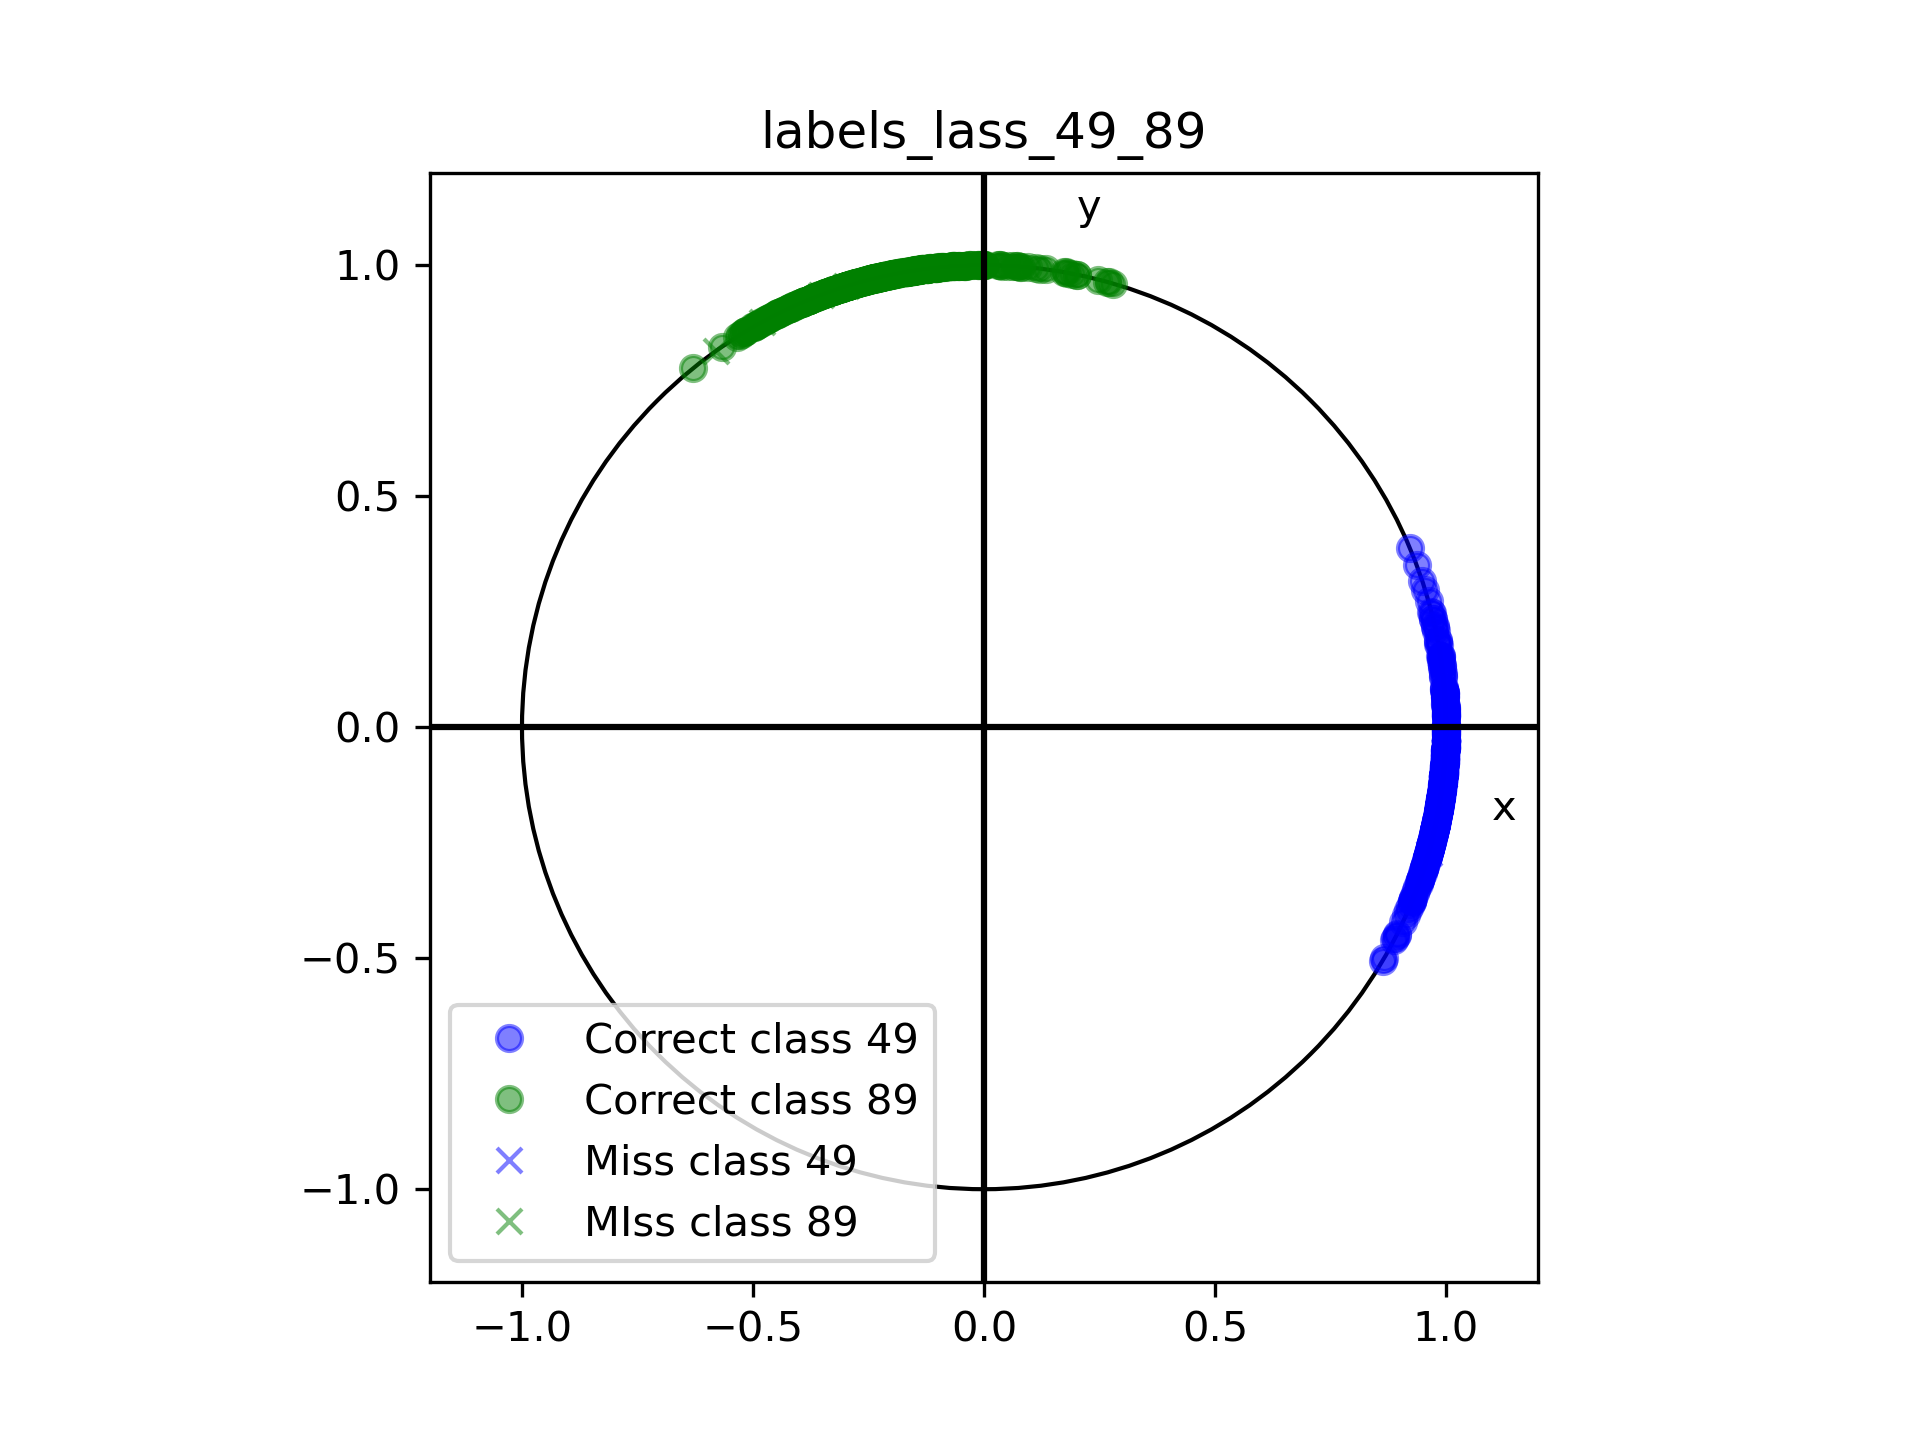 labels_lass_49_89
y
1.0
0.5
0.0
x
−0.5
−1.0
Correct class 49
Correct class 89
Miss class 49
MIss class 89
−1.0 −0.5 0.0 0.5 1.0